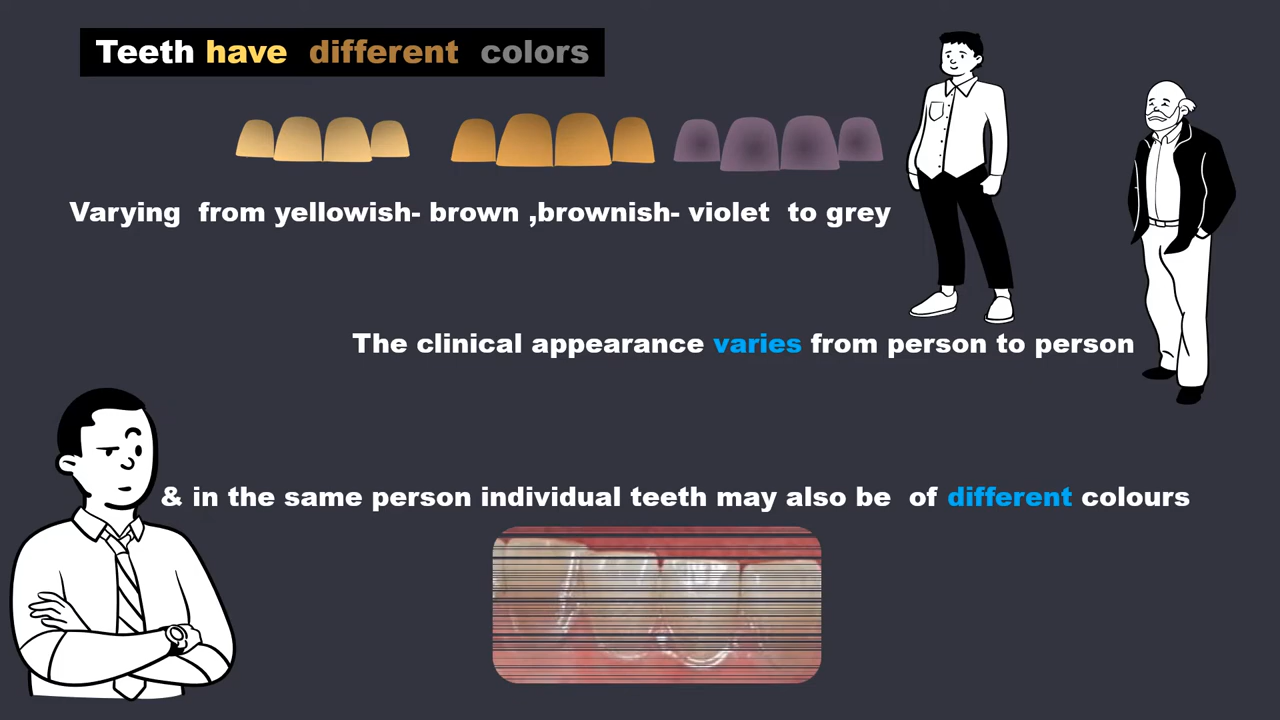 Teeth have different colors
Varying from yellowish- brown ,brownish- violet to grey
The clinical appearance varies from person to person
& in the same person individual teeth may also be of different colours